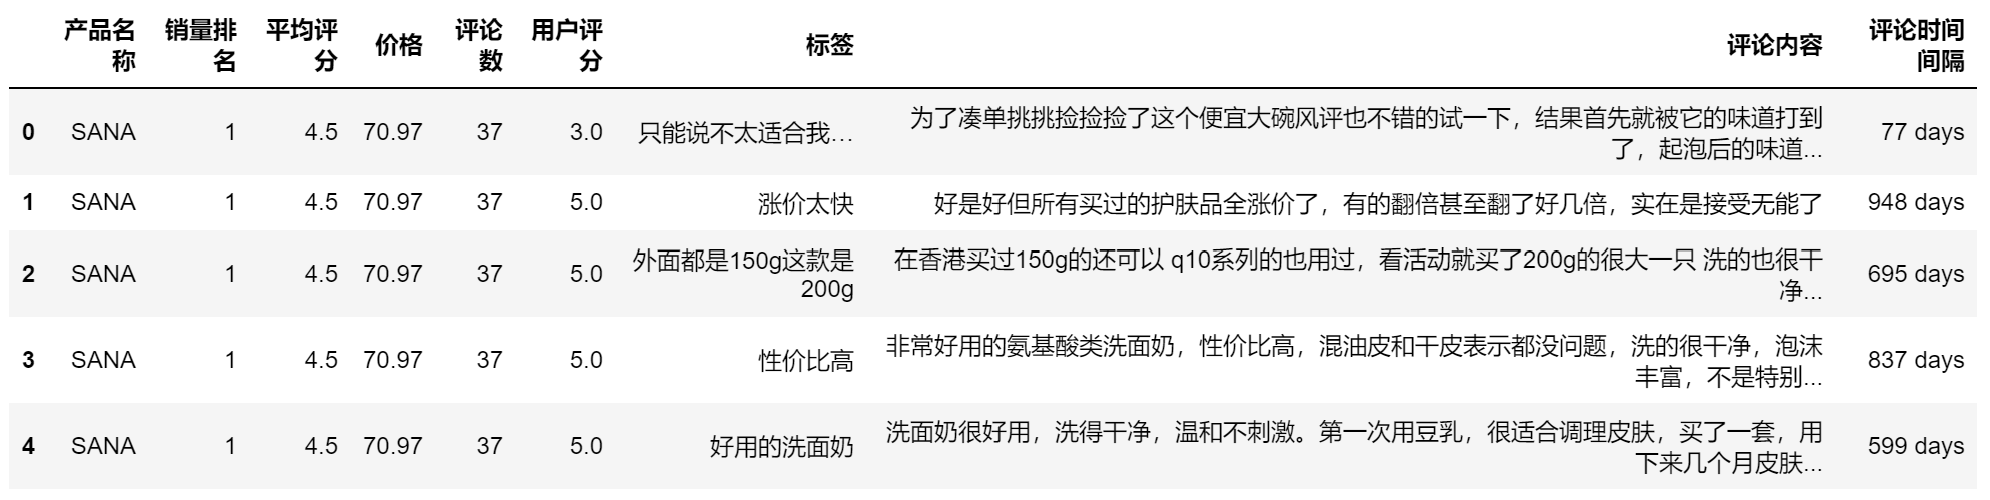 产品名称 销量排名 平均评分 价格 评论数 用户评分 标签 评论内容 评论时间间隔
0 SANA 1 4.5 70.97 37 3.0 只能说不太适合我… 为了凑单挑挑捡捡捡了这个便宜大碗风评也不错的试一下，结果首先就被它的味道打到了，起泡后的味道... 77 days
1 SANA 1 4.5 70.97 37 5.0 涨价太快 好是好但所有买过的护肤品全涨价了，有的翻倍甚至翻了好几倍，实在是接受无能了 948 days
2 SANA 1 4.5 70.97 37 5.0 外面都是150g这款是200g 在香港买过150g的还可以 q10系列的也用过，看活动就买了200g的很大一只 洗的也很干净... 695 days
3 SANA 1 4.5 70.97 37 5.0 性价比高 非常好用的氨基酸类洗面奶，性价比高，混油皮和干皮表示都没问题，洗的很干净，泡沫丰富，不是特别... 837 days
4 SANA 1 4.5 70.97 37 5.0 好用的洗面奶 洗面奶很好用，洗得干净，温和不刺激。第一次用豆乳，很适合调理皮肤，买了一套，用下来几个月皮肤... 599 days